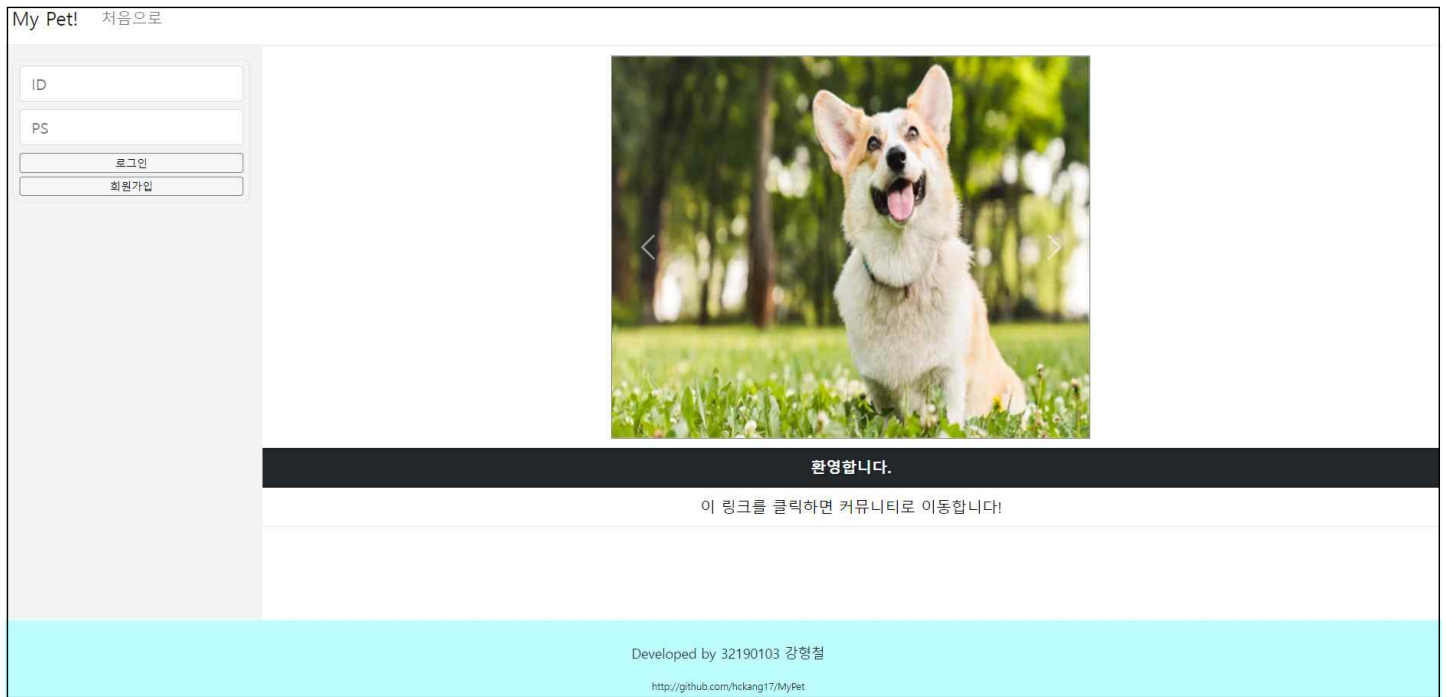 My Pet! 처음으로
ID
PS
로그인
회원가입
환영합니다.
이 링크를 클릭하면 커뮤니티로 이동합니다!
Developed by 32190103 강형철
http://github.com/hckang17/MyPet